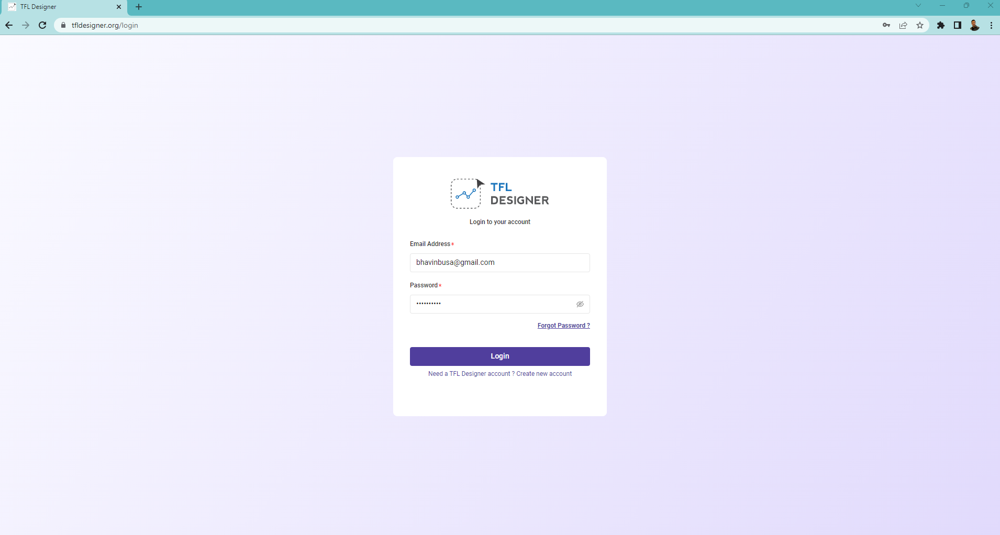 TFL Designer
tfldesigner.org/login
TFL
DESIGNER
Login to your account
Email Address*
bhavinbusa@gmail.com
Password*
••••••••••
Forgot Password ?
Login
Need a TFL Designer account ? Create new account